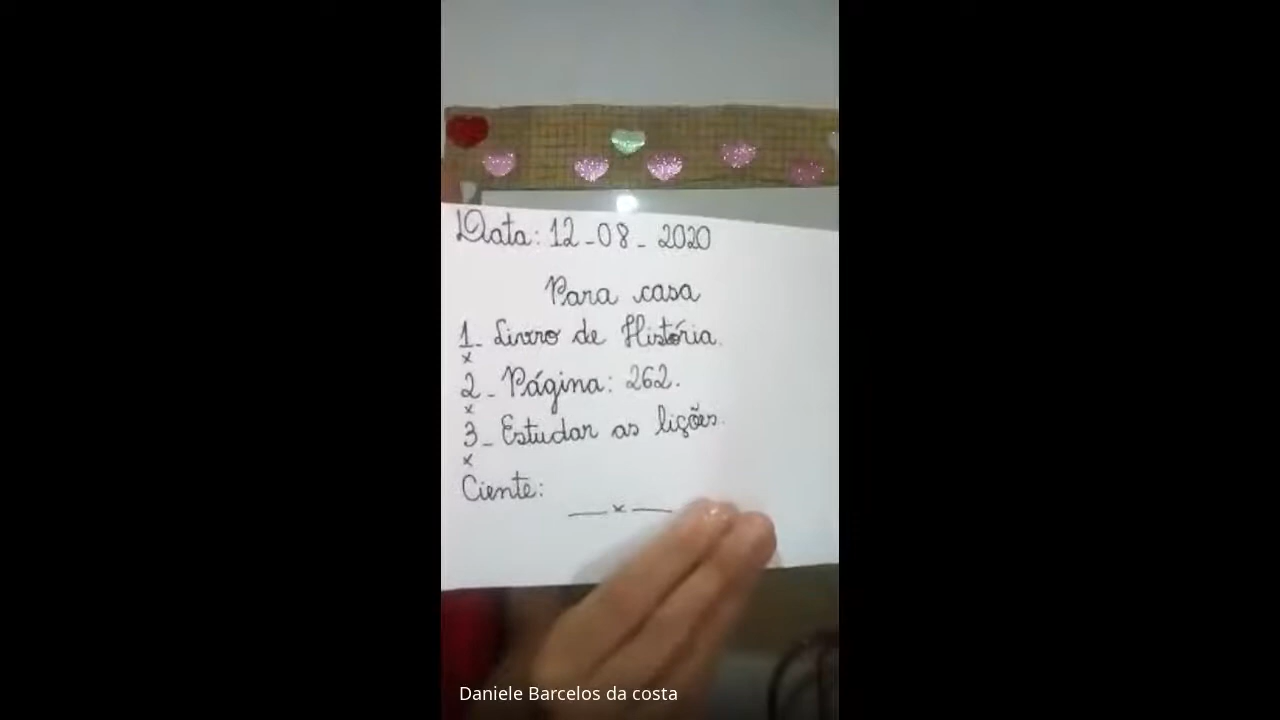 Data: 12-08-2020
Para casa
1- Livro de História.
x
2- Página: 262.
x
3- Estudar as lições.
x
Ciente:
__x__
Daniele Barcelos da costa